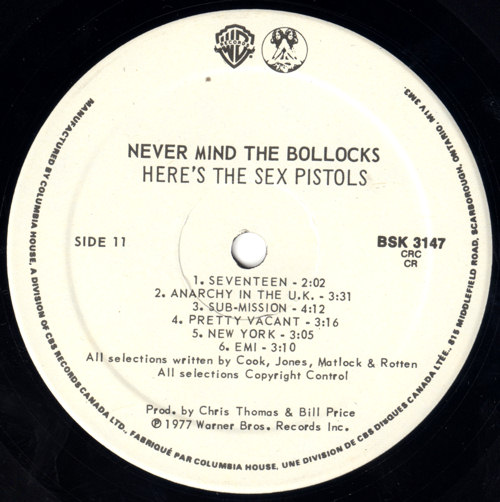 NEVER MIND THE BOLLOCKS
HERE'S THE SEX PISTOLS
SIDE 11
BSK 3147
CRC
CR
1. SEVENTEEN - 2:02
2. ANARCHY IN THE U.K. - 3:31
3. SUB-MISSION - 4:12
4. PRETTY VACANT - 3:16
5. NEW YORK - 3:05
6. EMI - 3:10
All selections written by Cook, Jones, Matlock & Rotten
All selections Copyright Control
Prod. by Chris Thomas & Bill Price
℗ 1977 Warner Bros. Records Inc.
MANUFACTURED BY COLUMBIA HOUSE, A DIVISION OF CBS RECORDS CANADA LTD., FABRIQUÉ PAR COLUMBIA HOUSE, UNE DIVISION DE CBS DISQUES CANADA LTÉE. 815 MIDDLEFIELD ROAD, SCARBOROUGH, ONTARIO, M1V 3M3.